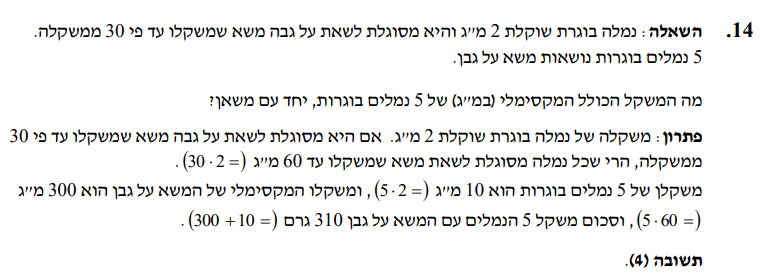 14. השאלה: נמלה בוגרת שוקלת 2 מ״ג והיא מסוגלת לשאת על גבה משא שמשקלו עד פי 30 ממשקלה.
5 נמלים בוגרות נושאות משא על גבן.
מה המשקל הכולל המקסימלי (במ״ג) של 5 נמלים בוגרות, יחד עם משאן?
פתרון: משקלה של נמלה בוגרת שוקלת 2 מ״ג. אם היא מסוגלת לשאת על גבה משא שמשקלו עד פי 30
ממשקלה, הרי שכל נמלה מסוגלת לשאת משא שמשקלו עד 60 מ״ג (= 2 · 30).
משקלן של 5 נמלים בוגרות הוא 10 מ״ג (= 2 · 5), ומשקלו המקסימלי של המשא על גבן הוא 300 מ״ג
(= 60 · 5), וסכום משקל 5 הנמלים עם המשא על גבן 310 גרם (= 10 + 300).
תשובה (4).